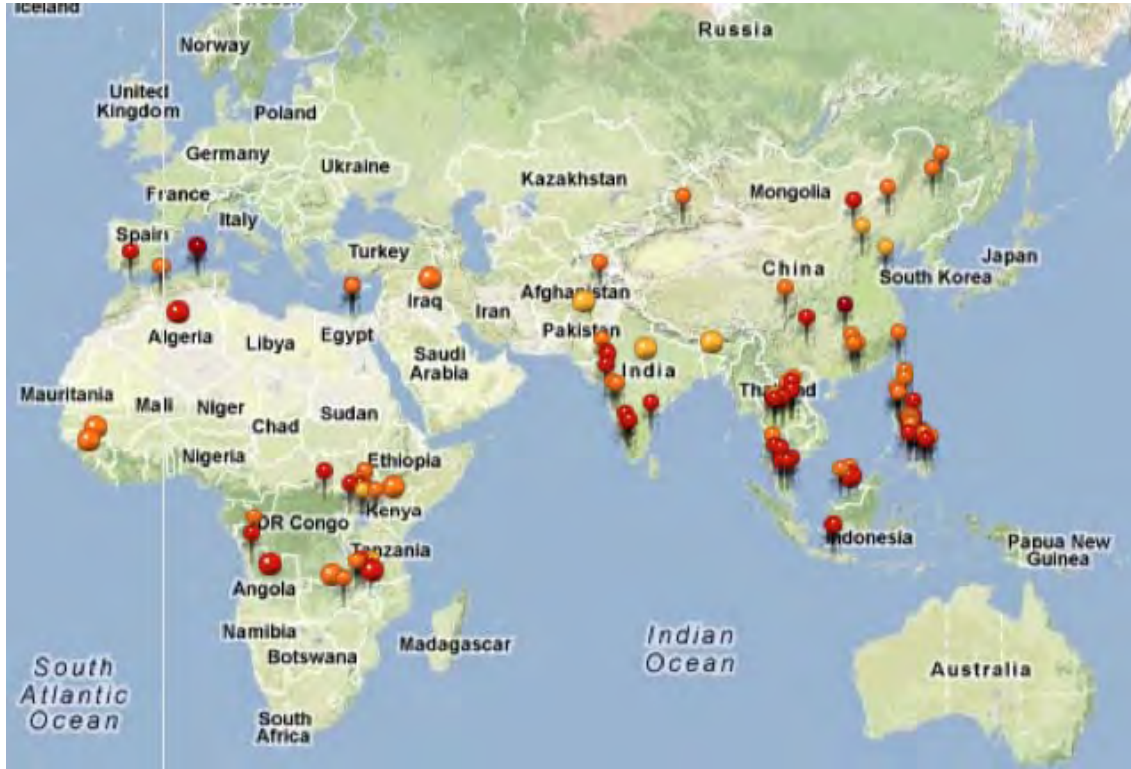 Iceland
Norway
Russia
United
Kingdom
Poland
Germany
Ukraine
France
Kazakhstan
Mongolia
Italy
Spain
Turkey
Japan
China
South Korea
Afghanistan
Iraq
Iran
Algeria
Libya
Egypt
Pakistan
Saudi
Arabia
India
Mauritania
Mali
Niger
Sudan
Chad
Nigeria
Ethiopia
Kenya
DR Congo
Tanzania
Indonesia
Papua New
Guinea
Angola
Namibia
Botswana
Madagascar
Indian
Ocean
South
Atlantic
Ocean
Australia
South
Africa